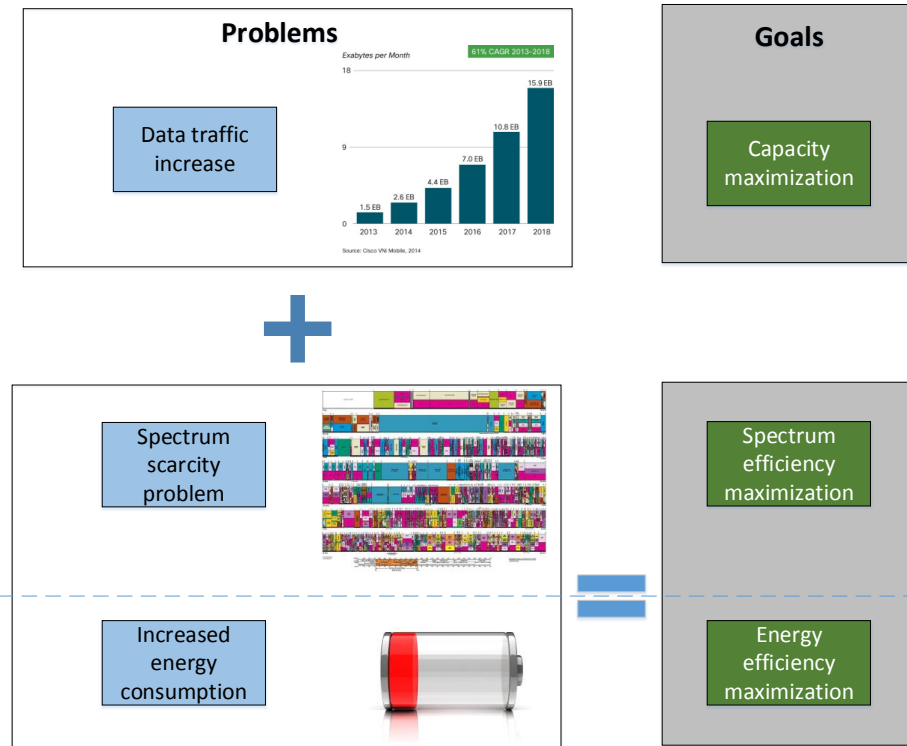 Problems
Exabytes per Month
61% CAGR 2013–2018
18
15.9 EB
10.8 EB
9
7.0 EB
4.4 EB
2.6 EB
1.5 EB
0
2013 2014 2015 2016 2017 2018
Source: Cisco VNI Mobile, 2014
Data traffic
increase
Goals
Capacity
maximization
Spectrum
scarcity
problem
Spectrum
efficiency
maximization
Increased
energy
consumption
Energy
efficiency
maximization